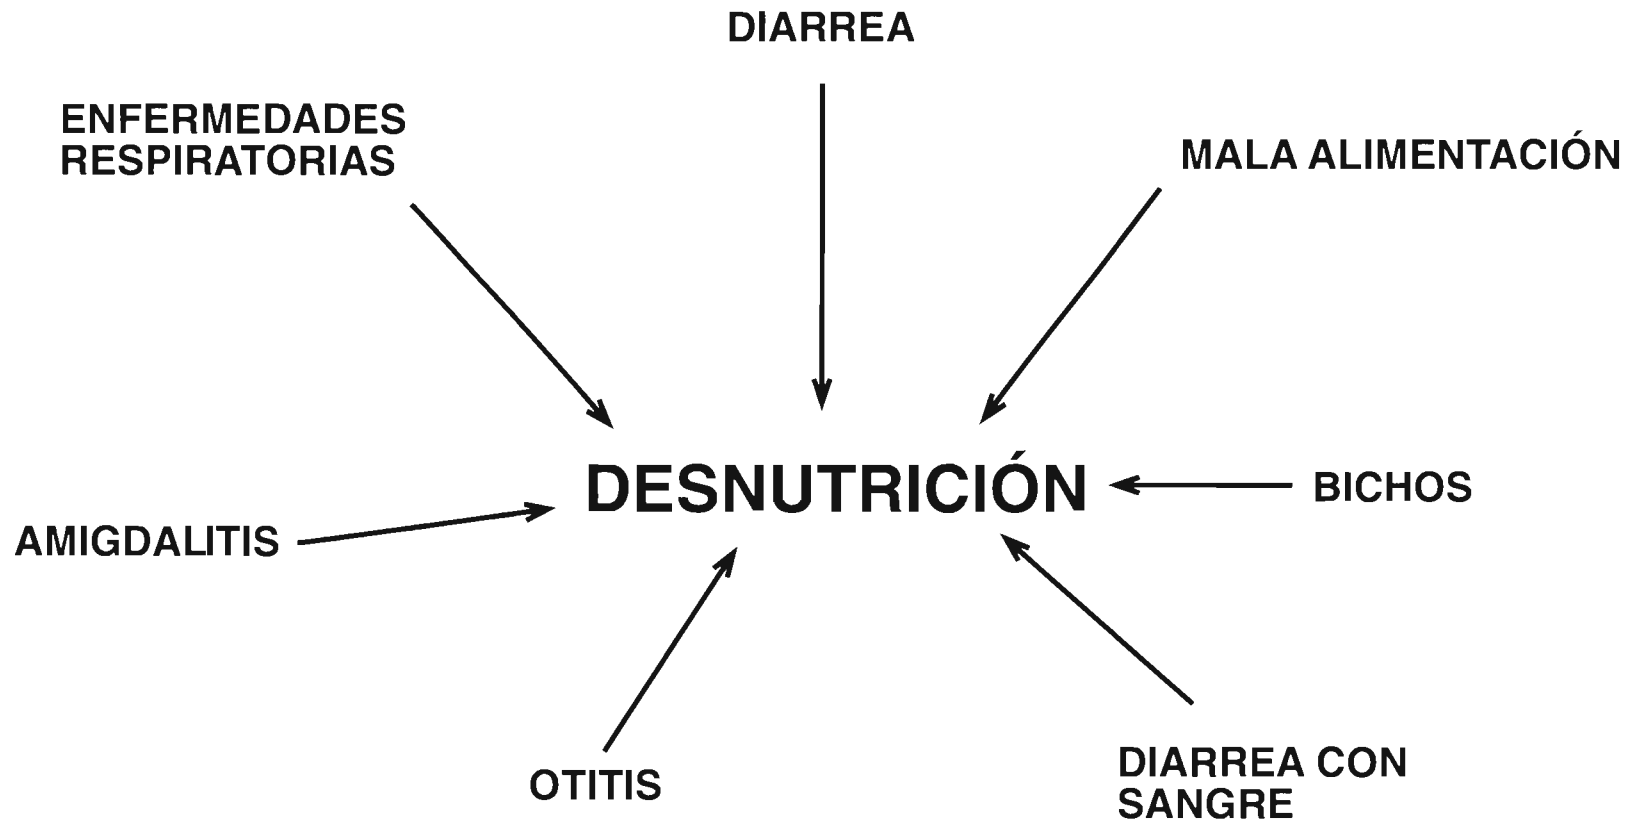 DIARREA
ENFERMEDADES
RESPIRATORIAS
MALA ALIMENTACIÓN
DESNUTRICIÓN
BICHOS
AMIGDALITIS
OTITIS
DIARREA CON
SANGRE